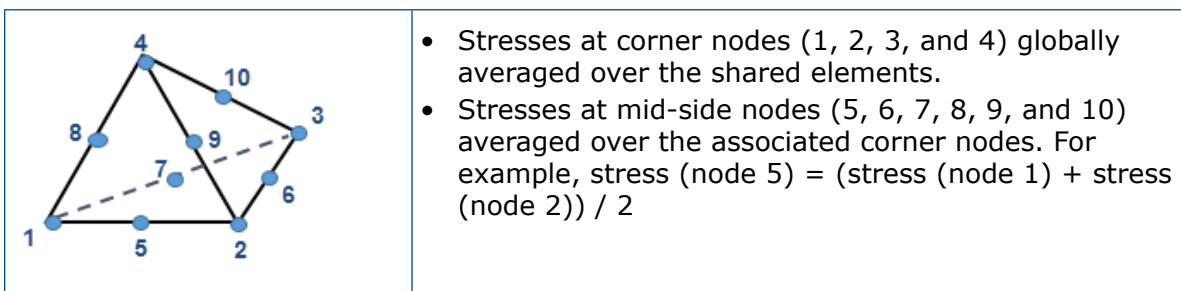 4
10
3
8
9
7
6
1
5
2
• Stresses at corner nodes (1, 2, 3, and 4) globally
averaged over the shared elements.
• Stresses at mid-side nodes (5, 6, 7, 8, 9, and 10)
averaged over the associated corner nodes. For
example, stress (node 5) = (stress (node 1) + stress
(node 2)) / 2